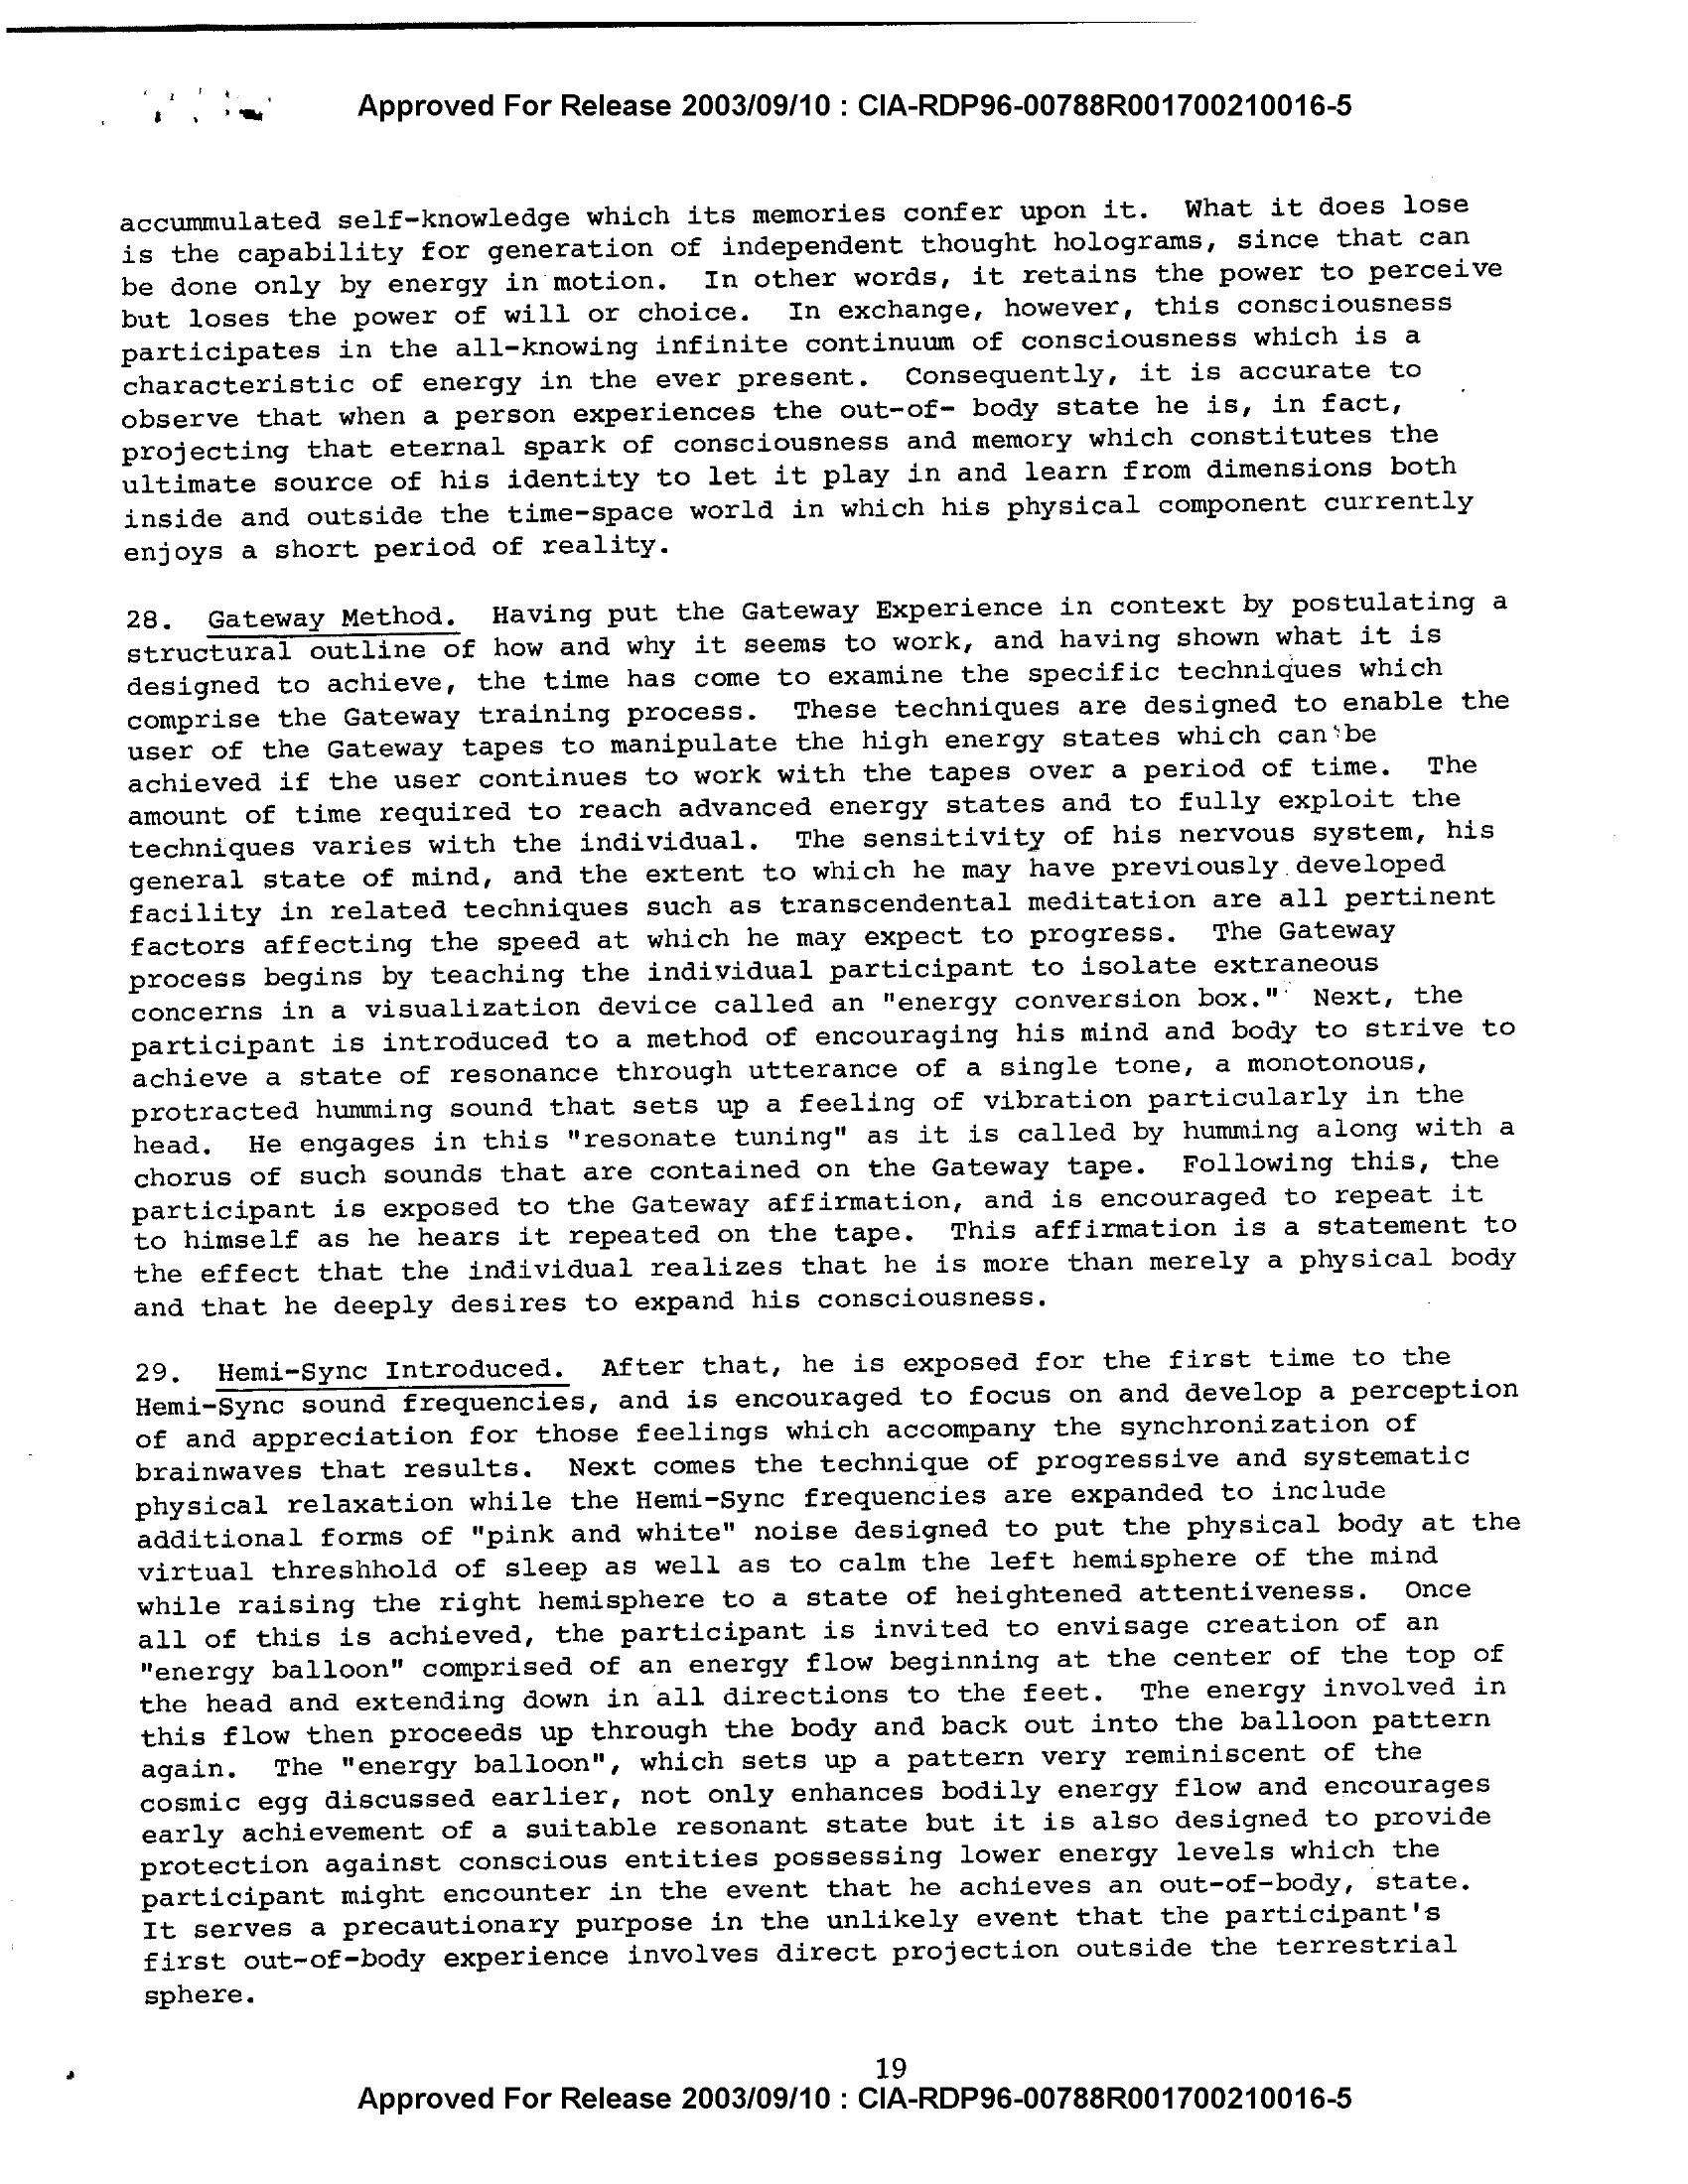 Approved For Release 2003/09/10 : CIA-RDP96-00788R001700210016-5
accummulated self-knowledge which its memories confer upon it. What it does lose
is the capability for generation of independent thought holograms, since that can
be done only by energy in motion. In other words, it retains the power to perceive
but loses the power of will or choice. In exchange, however, this consciousness
participates in the all-knowing infinite continuum of consciousness which is a
characteristic of energy in the ever present. Consequently, it is accurate to
observe that when a person experiences the out-of- body state he is, in fact,
projecting that eternal spark of consciousness and memory which constitutes the
ultimate source of his identity to let it play in and learn from dimensions both
inside and outside the time-space world in which his physical component currently
enjoys a short period of reality.
28. Gateway Method. Having put the Gateway Experience in context by postulating a
structural outline of how and why it seems to work, and having shown what it is
designed to achieve, the time has come to examine the specific techniques which
comprise the Gateway training process. These techniques are designed to enable the
user of the Gateway tapes to manipulate the high energy states which can be
achieved if the user continues to work with the tapes over a period of time. The
amount of time required to reach advanced energy states and to fully exploit the
techniques varies with the individual. The sensitivity of his nervous system, his
general state of mind, and the extent to which he may have previously developed
facility in related techniques such as transcendental meditation are all pertinent
factors affecting the speed at which he may expect to progress. The Gateway
process begins by teaching the individual participant to isolate extraneous
concerns in a visualization device called an "energy conversion box." Next, the
participant is introduced to a method of encouraging his mind and body to strive to
achieve a state of resonance through utterance of a single tone, a monotonous,
protracted humming sound that sets up a feeling of vibration particularly in the
head. He engages in this "resonate tuning" as it is called by humming along with a
chorus of such sounds that are contained on the Gateway tape. Following this, the
participant is exposed to the Gateway affirmation, and is encouraged to repeat it
to himself as he hears it repeated on the tape. This affirmation is a statement to
the effect that the individual realizes that he is more than merely a physical body
and that he deeply desires to expand his consciousness.
29. Hemi-Sync Introduced. After that, he is exposed for the first time to the
Hemi-Sync sound frequencies, and is encouraged to focus on and develop a perception
of and appreciation for those feelings which accompany the synchronization of
brainwaves that results. Next comes the technique of progressive and systematic
physical relaxation while the Hemi-Sync frequencies are expanded to include
additional forms of "pink and white" noise designed to put the physical body at the
virtual threshhold of sleep as well as to calm the left hemisphere of the mind
while raising the right hemisphere to a state of heightened attentiveness. Once
all of this is achieved, the participant is invited to envisage creation of an
"energy balloon" comprised of an energy flow beginning at the center of the top of
the head and extending down in all directions to the feet. The energy involved in
this flow then proceeds up through the body and back out into the balloon pattern
again. The "energy balloon", which sets up a pattern very reminiscent of the
cosmic egg discussed earlier, not only enhances bodily energy flow and encourages
early achievement of a suitable resonant state but it is also designed to provide
protection against conscious entities possessing lower energy levels which the
participant might encounter in the event that he achieves an out-of-body, state.
It serves a precautionary purpose in the unlikely event that the participant's
first out-of-body experience involves direct projection outside the terrestrial
sphere.
19
Approved For Release 2003/09/10 : CIA-RDP96-00788R001700210016-5